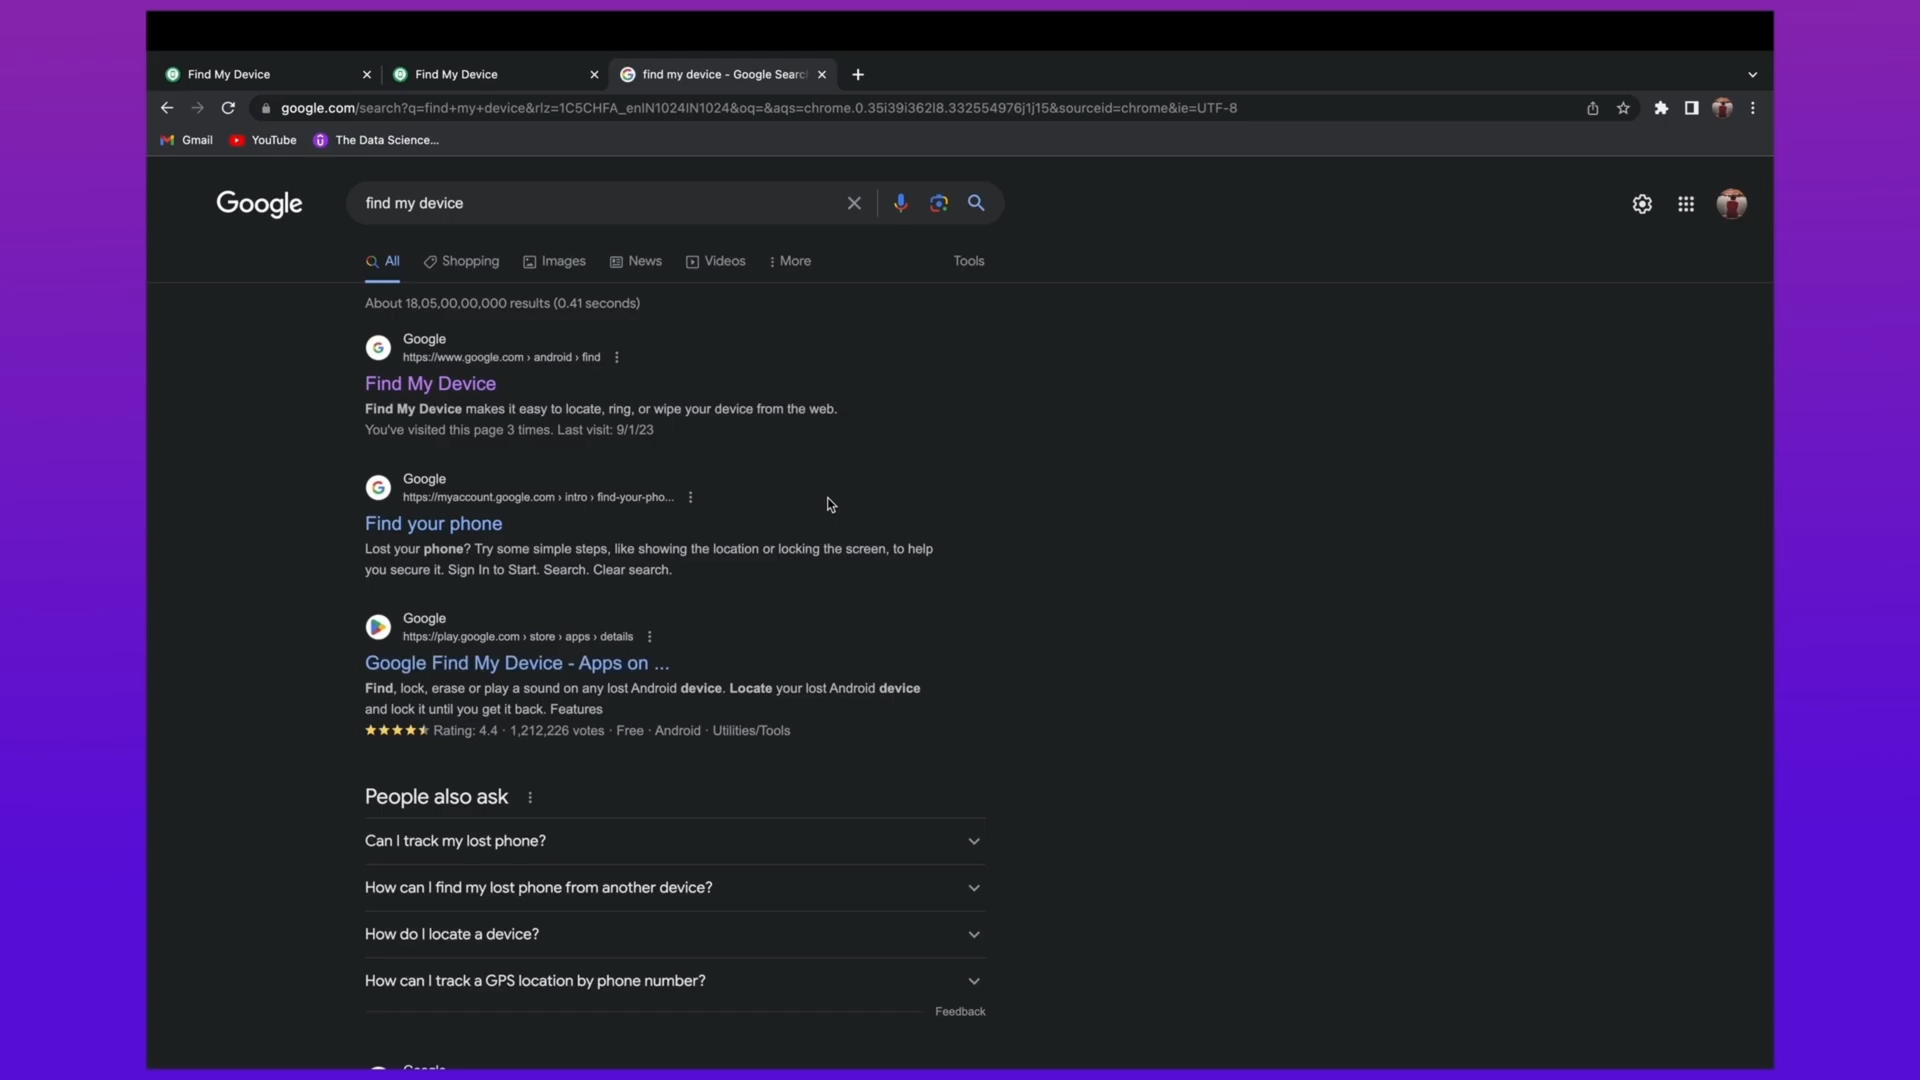 Find My Device
Find My Device
find my device - Google Searc
google.com/search?q=find+my+device&rlz=1C5CHFA_enIN1024IN1024&oq=&aqs=chrome.0.35i39i362l8.332554976j1j15&sourceid=chrome&ie=UTF-8
Gmail
YouTube
The Data Science...
Google
find my device
All
Shopping
Images
News
Videos
More
Tools
About 18,05,00,00,000 results (0.41 seconds)
Google
https://www.google.com › android › find
Find My Device
Find My Device makes it easy to locate, ring, or wipe your device from the web.
You've visited this page 3 times. Last visit: 9/1/23
Google
https://myaccount.google.com › intro › find-your-pho...
Find your phone
Lost your phone? Try some simple steps, like showing the location or locking the screen, to help
you secure it. Sign In to Start. Search. Clear search.
Google
https://play.google.com › store › apps › details
Google Find My Device - Apps on ...
Find, lock, erase or play a sound on any lost Android device. Locate your lost Android device
and lock it until you get it back. Features
Rating: 4.4 · 1,212,226 votes · Free · Android · Utilities/Tools
People also ask
Can I track my lost phone?
How can I find my lost phone from another device?
How do I locate a device?
How can I track a GPS location by phone number?
Feedback